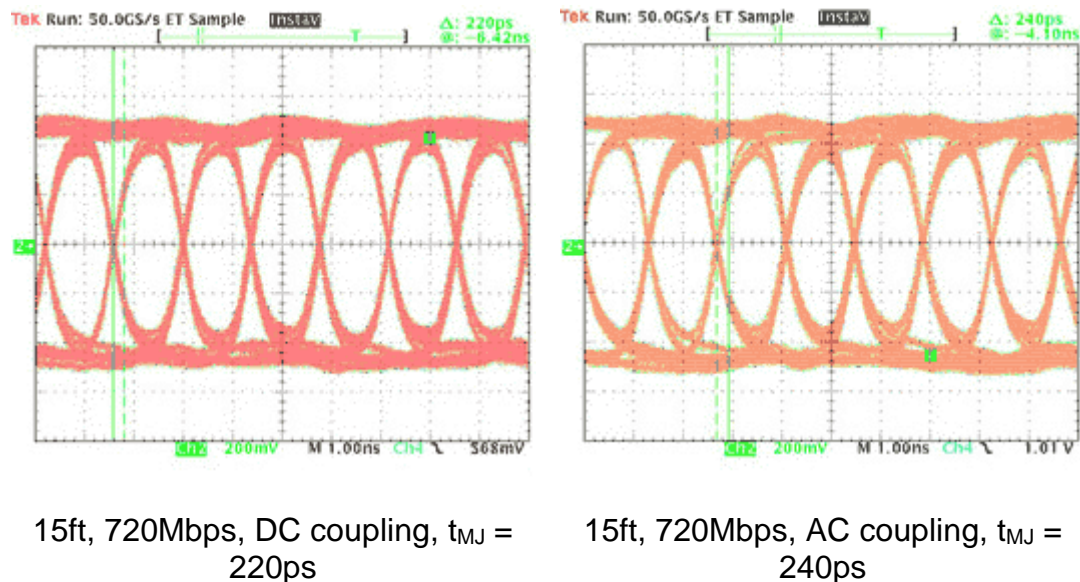 Tek Run: 50.0GS/s ET Sample InstaV
Δ: 220ps
@: −6.42ns
T
2→
Ch2 200mV M 1.00ns Ch4 568mV
15ft, 720Mbps, DC coupling, tMJ =
220ps
Tek Run: 50.0GS/s ET Sample InstaV
Δ: 240ps
@: −4.10ns
T
2→
Ch2 200mV M 1.00ns Ch4 1.01 V
15ft, 720Mbps, AC coupling, tMJ =
240ps